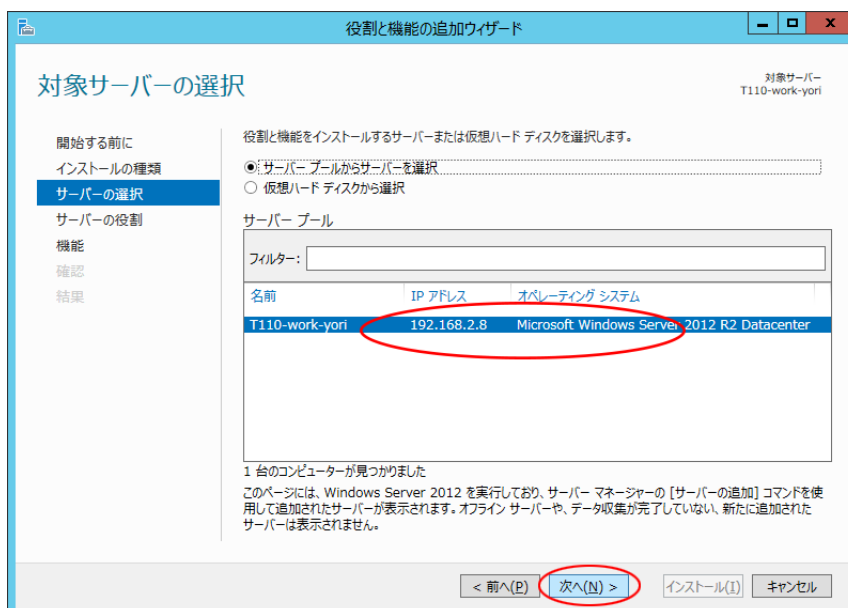 役割と機能の追加ウィザード
対象サーバーの選択
対象サーバー
T110-work-yori
開始する前に
インストールの種類
サーバーの選択
サーバーの役割
機能
確認
結果
役割と機能をインストールするサーバーまたは仮想ハード ディスクを選択します。
サーバー プールからサーバーを選択
仮想ハード ディスクから選択
サーバー プール
フィルター:
名前 IP アドレス オペレーティング システム
T110-work-yori 192.168.2.8 Microsoft Windows Server 2012 R2 Datacenter
1 台のコンピューターが見つかりました
このページには、Windows Server 2012 を実行しており、サーバー マネージャーの [サーバーの追加] コマンドを使
用して追加されたサーバーが表示されます。オフライン サーバーや、データ収集が完了していない、新たに追加された
サーバーは表示されません。
< 前へ(P) 次へ(N) > インストール(I) キャンセル